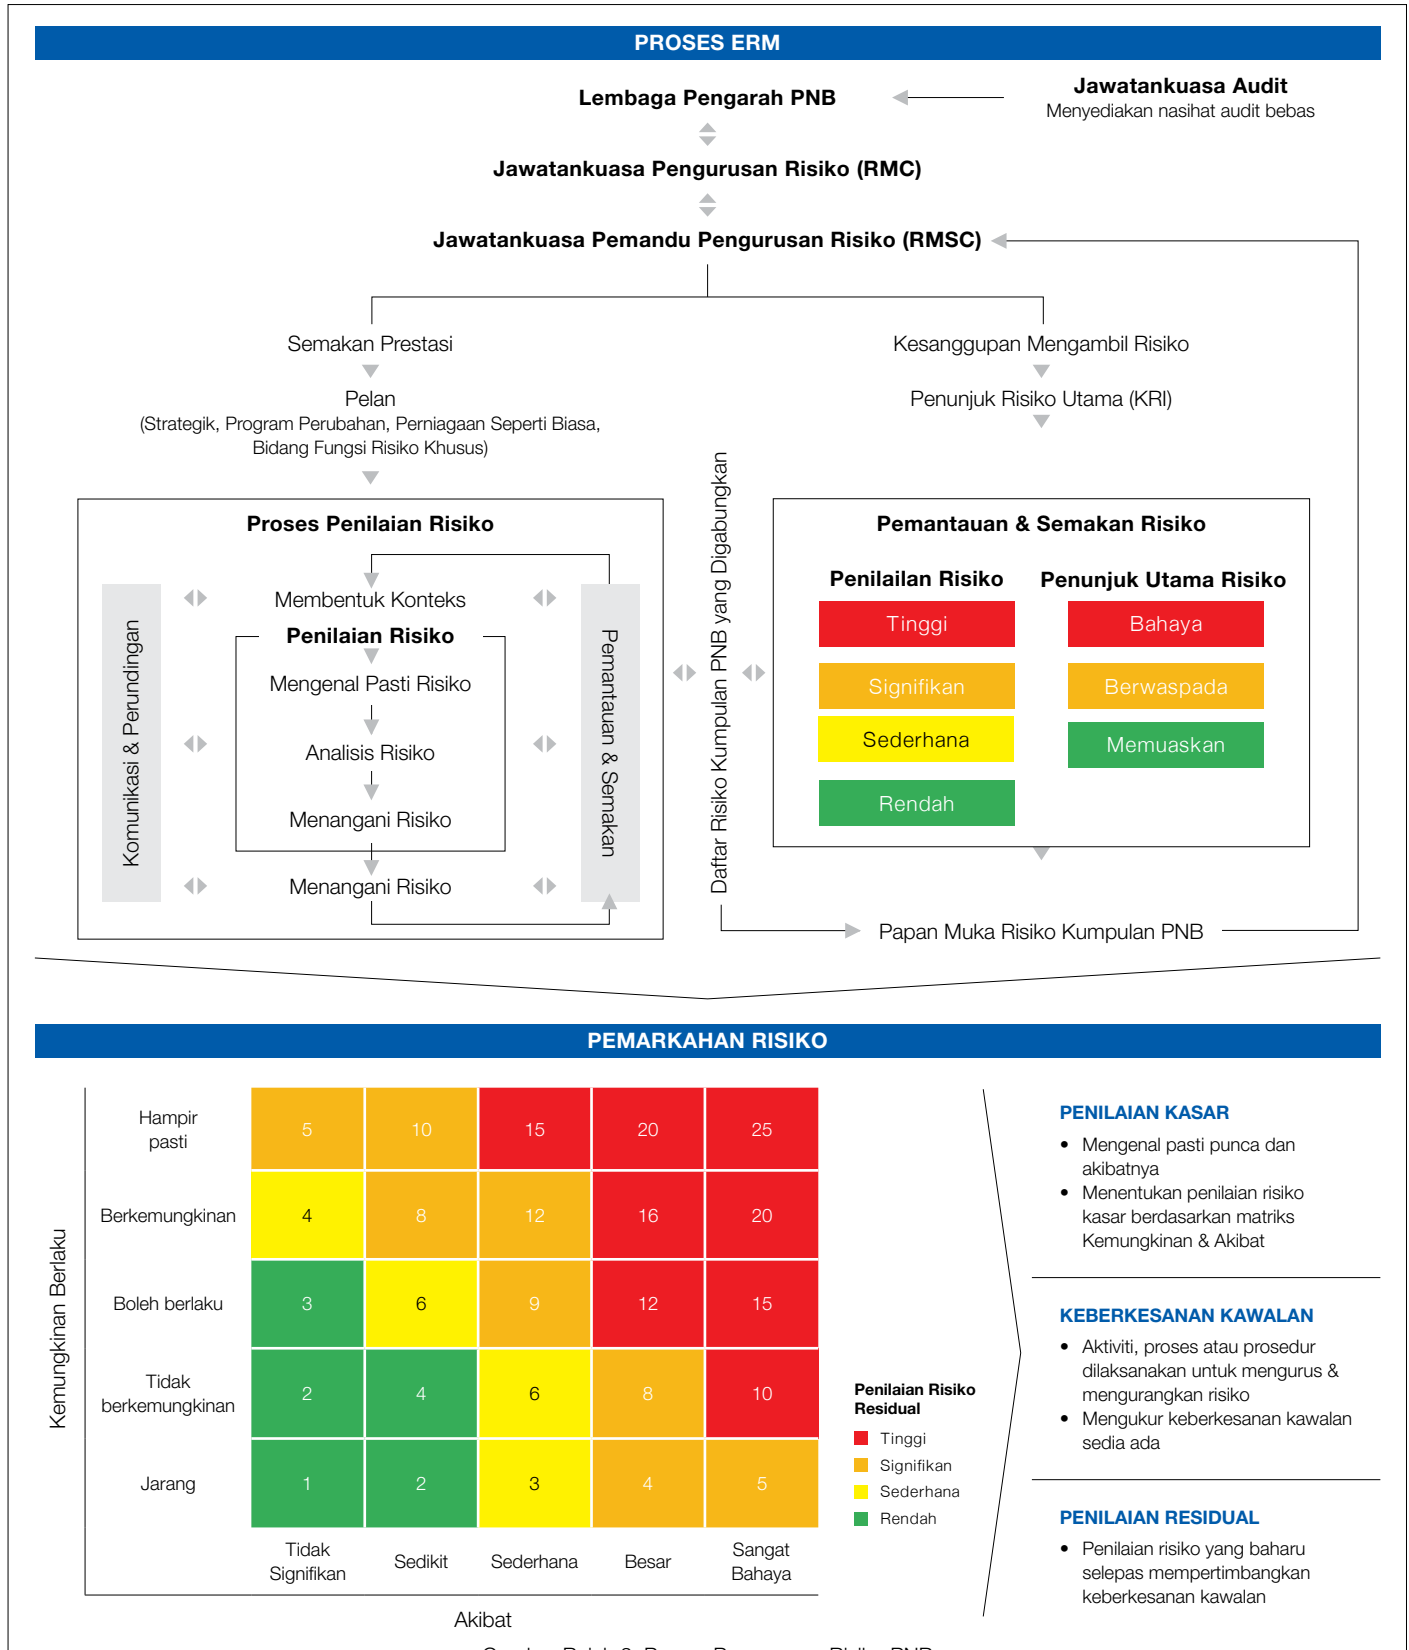 PROSES ERM
Lembaga Pengarah PNB
Jawatankuasa Audit
Menyediakan nasihat audit bebas
Jawatankuasa Pengurusan Risiko (RMC)
Jawatankuasa Pemandu Pengurusan Risiko (RMSC)
Semakan Prestasi
Pelan
(Strategik, Program Perubahan, Perniagaan Seperti Biasa,
Bidang Fungsi Risiko Khusus)
Kesanggupan Mengambil Risiko
Penunjuk Risiko Utama (KRI)
Proses Penilaian Risiko
Komunikasi & Perundingan
Membentuk Konteks
Penilaian Risiko
Mengenal Pasti Risiko
Analisis Risiko
Menangani Risiko
Menangani Risiko
Pemantauan & Semakan
Daftar Risiko Kumpulan PNB yang Digabungkan
Pemantauan & Semakan Risiko
Penilailan Risiko
Tinggi
Signifikan
Sederhana
Rendah
Penunjuk Utama Risiko
Bahaya
Berwaspada
Memuaskan
Papan Muka Risiko Kumpulan PNB
PEMARKAHAN RISIKO
Kemungkinan Berlaku
Hampir
pasti
5 10 15 20 25
Berkemungkinan 4 8 12 16 20
Boleh berlaku 3 6 9 12 15
Tidak
berkemungkinan
2 4 6 8 10
Jarang 1 2 3 4 5
Tidak
Signifikan
Sedikit
Sederhana
Besar
Sangat
Bahaya
Akibat
Penilaian Risiko
Residual
Tinggi
Signifikan
Sederhana
Rendah
PENILAIAN KASAR
• Mengenal pasti punca dan
akibatnya
• Menentukan penilaian risiko
kasar berdasarkan matriks
Kemungkinan & Akibat
KEBERKESANAN KAWALAN
• Aktiviti, proses atau prosedur
dilaksanakan untuk mengurus &
mengurangkan risiko
• Mengukur keberkesanan kawalan
sedia ada
PENILAIAN RESIDUAL
• Penilaian risiko yang baharu
selepas mempertimbangkan
keberkesanan kawalan